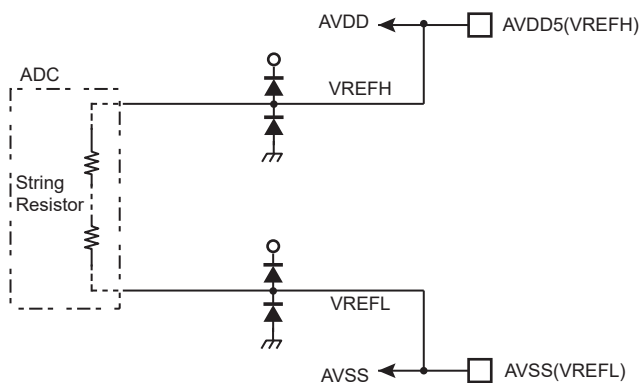 AVDD
AVDD5(VREFH)
ADC
VREFH
String
Resistor
VREFL
AVSS
AVSS(VREFL)